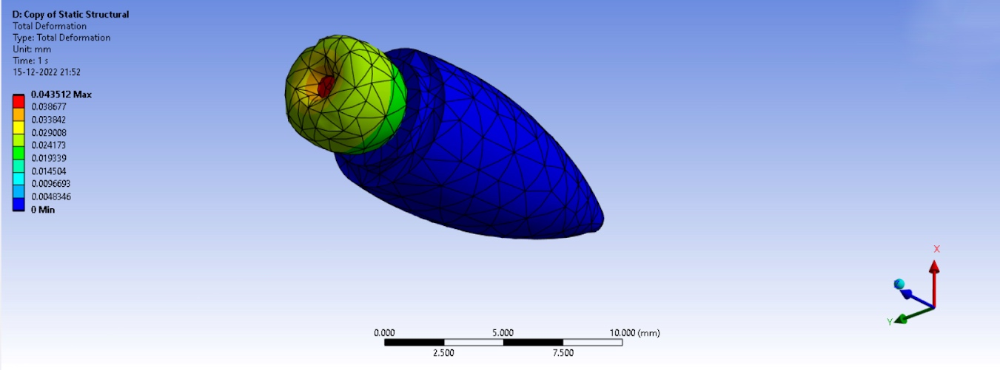 D: Copy of Static Structural
Total Deformation
Type: Total Deformation
Unit: mm
Time: 1 s
15-12-2022 21:52
0.043512 Max
0.038677
0.033842
0.029008
0.024173
0.019339
0.014504
0.0096693
0.0048346
0 Min
X
Y
0.000 5.000 10.000 (mm)
2.500 7.500